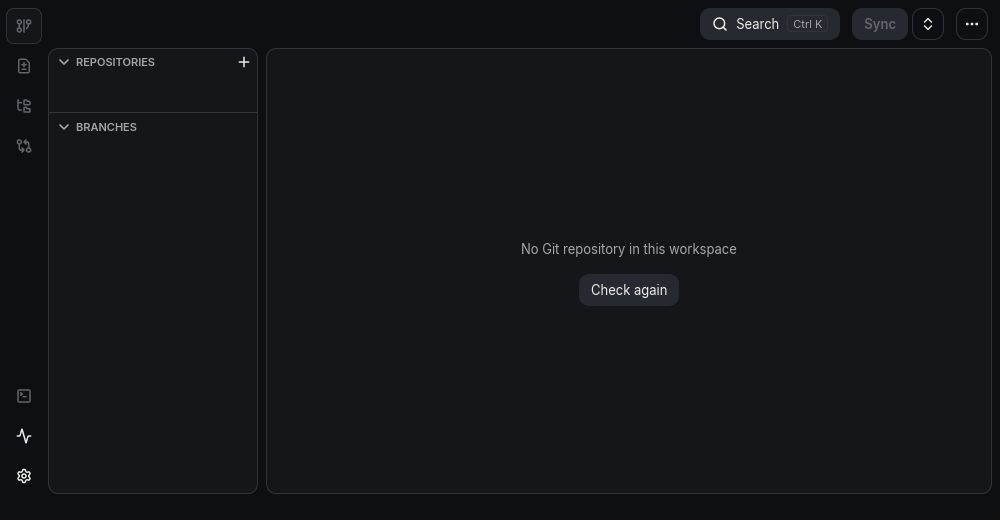 Search Ctrl K
Sync
REPOSITORIES
BRANCHES
No Git repository in this workspace
Check again